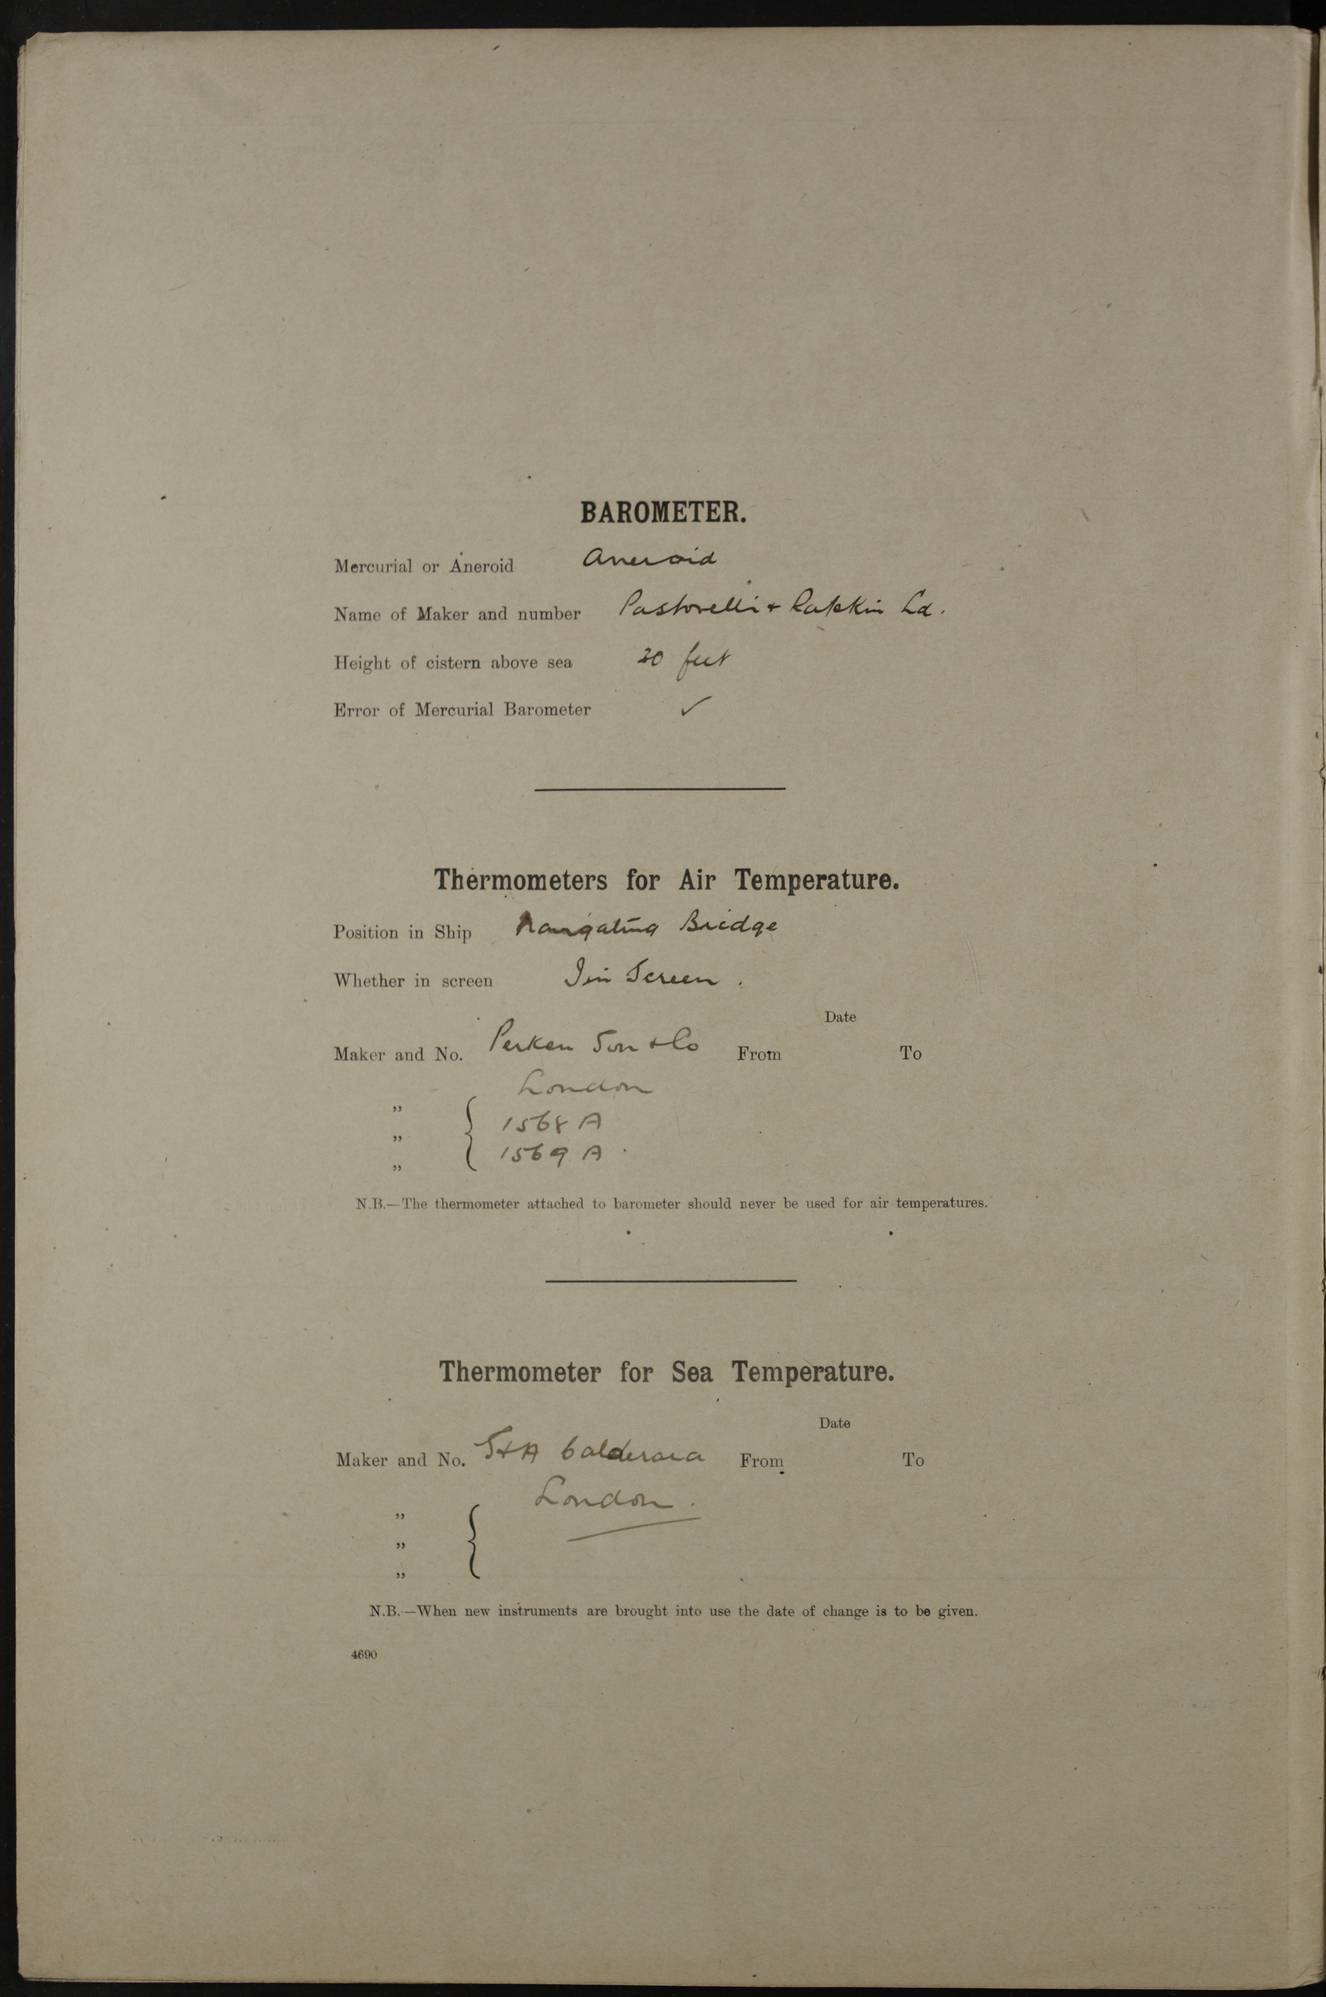 BAROMETER.
Mercurial or Aneroid Aneroid
Name of Maker and number Pastorelli & Rapkin Ld.
Height of cistern above sea 30 feet
Error of Mercurial Barometer ✓
Thermometers for Air Temperature.
Position in Ship Navigating Bridge
Whether in screen In Screen.
Date
Maker and No. Perken Son & Co From To
London
„
„ { 1568 A
„ 1569 A.
N.B.—The thermometer attached to barometer should never be used for air temperatures.
Thermometer for Sea Temperature.
Date
Maker and No. S & A Calderara From To
London.
„
„ {
„
N.B.—When new instruments are brought into use the date of change is to be given.
4690